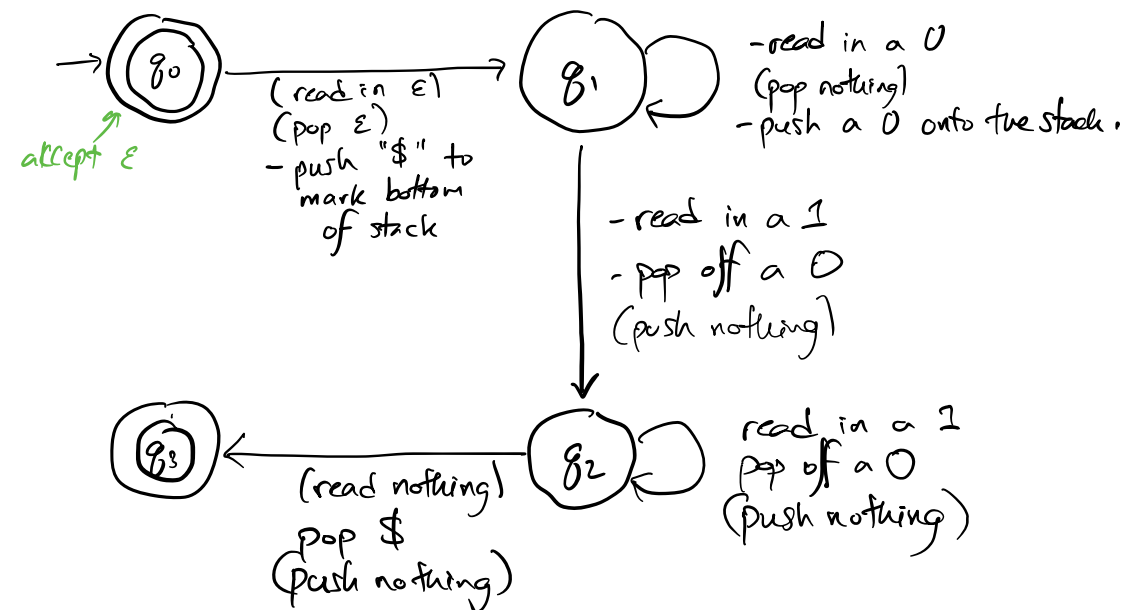 q0
accept ε
(read in ε)
(pop ε)
- push "$" to
mark bottom
of stack
q1
- read in a 0
(pop nothing)
- push a 0 onto the stack.
- read in a 1
- pop off a 0
(push nothing)
q3
(read nothing)
pop $
(push nothing)
q2
read in a 1
pop off a 0
(push nothing)